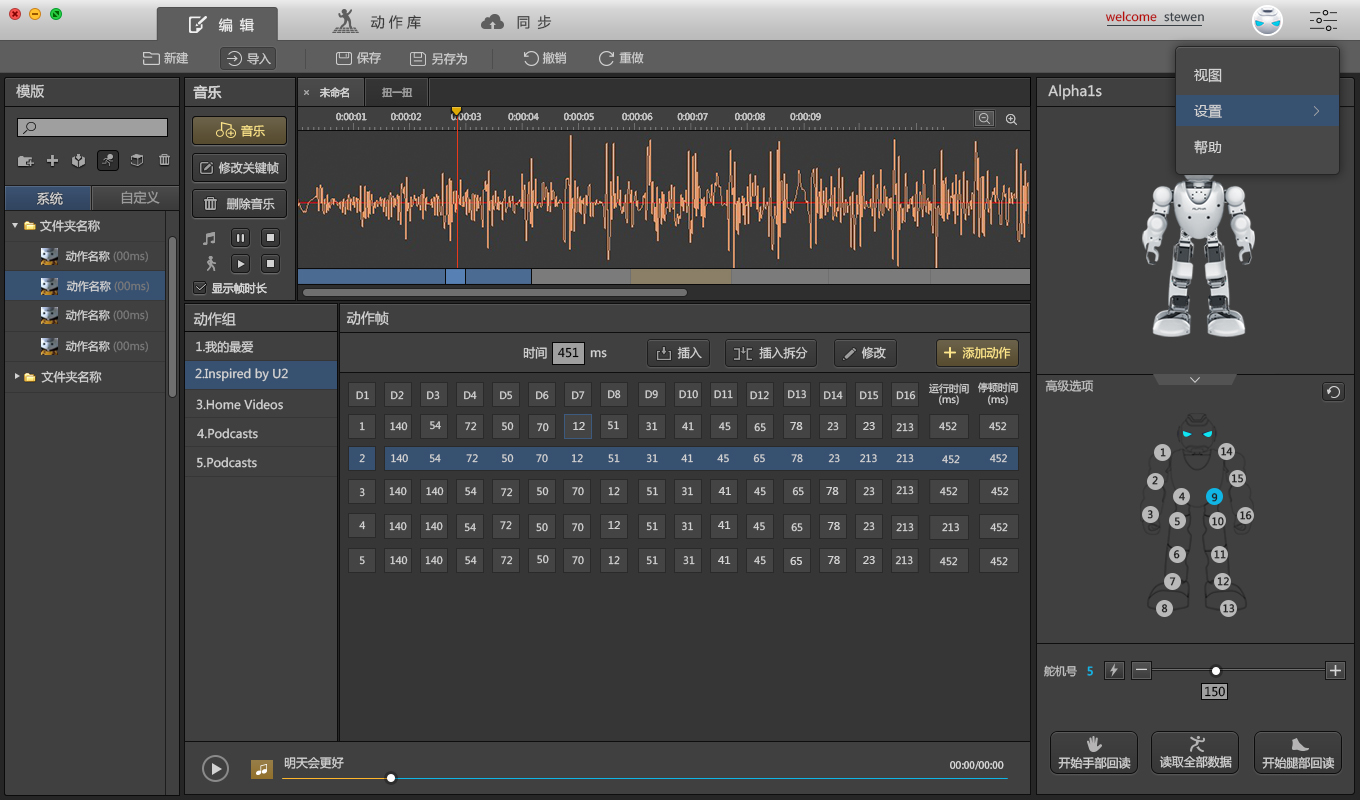 编 辑
动 作 库
同 步
welcome stewen
新建
导入
保存
另存为
撤销
重做
视图
设置
帮助
模版
系统
自定义
文件夹名称
动作名称 (00ms)
动作名称 (00ms)
动作名称 (00ms)
动作名称 (00ms)
文件夹名称
音乐
音乐
修改关键帧
删除音乐
显示帧时长
× 未命名
扭一扭
0:00:01 0:00:02 0:00:03 0:00:04 0:00:05 0:00:06 0:00:07 0:00:08 0:00:09
动作组
1.我的最爱
2.Inspired by U2
3.Home Videos
4.Podcasts
5.Podcasts
动作帧
时间 451 ms
插入
插入拆分
修改
添加动作
D1 D2 D3 D4 D5 D6 D7 D8 D9 D10 D11 D12 D13 D14 D15 D16 运行时间 (ms) 停顿时间 (ms)
1 140 54 72 50 70 12 51 31 41 45 65 78 23 23 213 452 452
2 140 54 72 50 70 12 51 31 41 45 65 78 23 213 213 452 452
3 140 140 54 72 50 70 12 51 31 41 45 65 78 23 213 452 452
4 140 140 54 72 50 70 12 51 31 41 45 65 78 23 213 213 452
5 140 140 54 72 50 70 12 51 31 41 45 65 78 23 213 452 452
明天会更好
00:00/00:00
Alpha1s
高级选项
1 14
2 15
4 9
3 5 10 16
6 11
7 12
8 13
舵机号 5
150
开始手部回读
读取全部数据
开始腿部回读